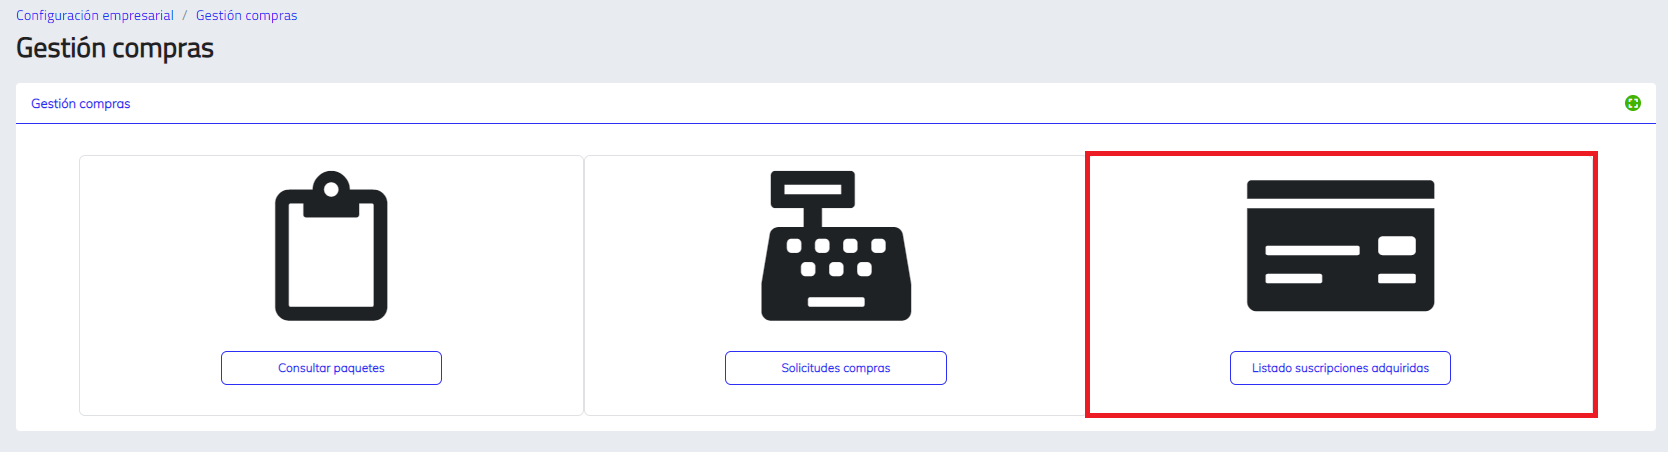 Configuración empresarial / Gestión compras
Gestión compras
Gestión compras
Consultar paquetes
Solicitudes compras
Listado suscripciones adquiridas